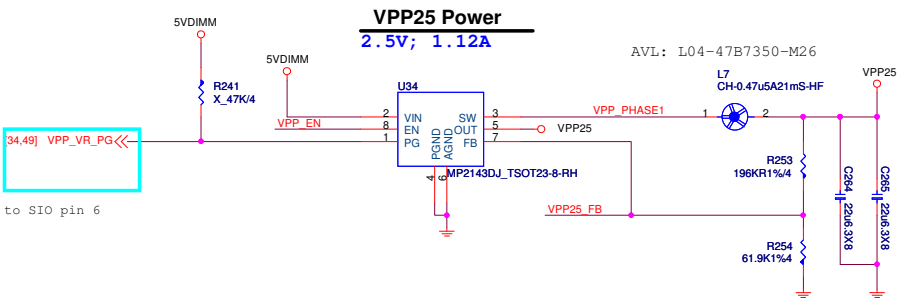 VPP25 Power
2.5V; 1.12A
AVL: L04-47B7350-M26
5VDIMM
5VDIMM
R241
X_47K/4
U34
L7
CH-0.47u5A21mS-HF
VPP25
[34,49] VPP_VR_PG
VPP_EN
2 VIN
8 EN
1 PG
SW 3
OUT 5
FB 7
PGND
AGND
4
6
MP2143DJ_TSOT23-8-RH
VPP_PHASE1
1
2
VPP25
R253
196KR1%/4
C264
22u6.3X8
C265
22u6.3X8
to SIO pin 6
VPP25_FB
R254
61.9K1%4